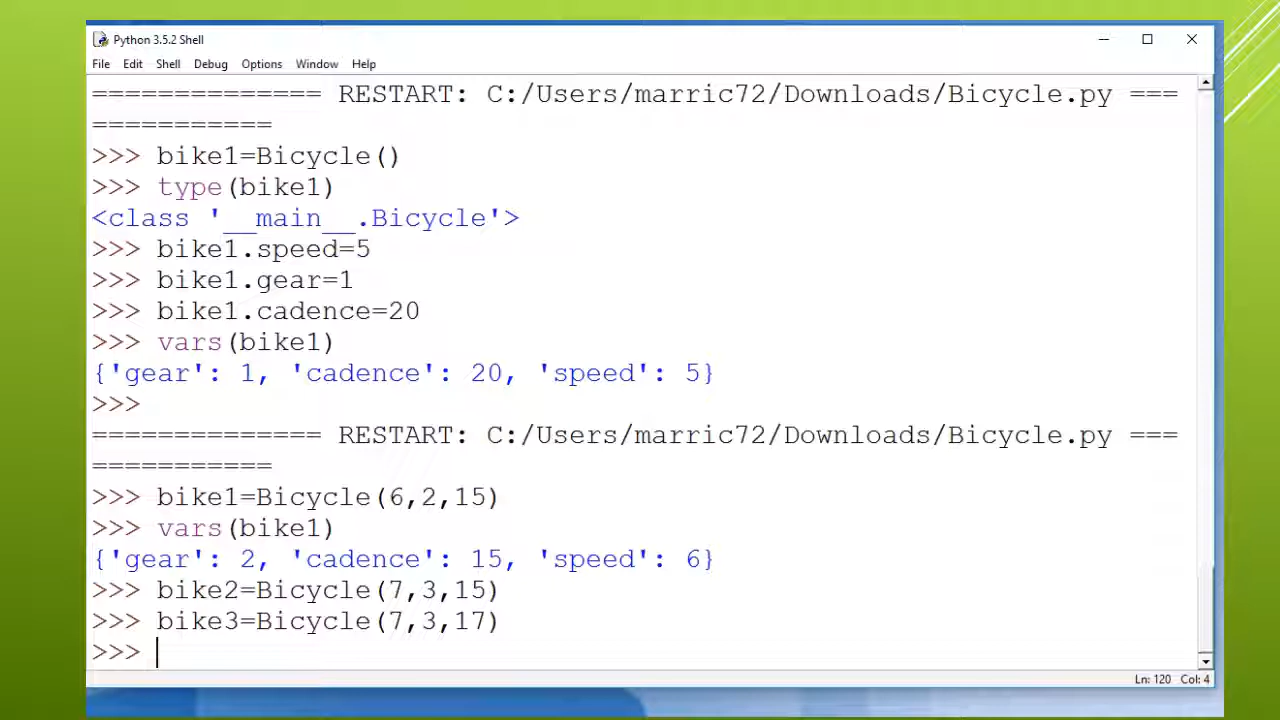 Python 3.5.2 Shell
File Edit Shell Debug Options Window Help
============== RESTART: C:/Users/marric72/Downloads/Bicycle.py ===
===========
>>> bike1=Bicycle()
>>> type(bike1)
<class '__main__.Bicycle'>
>>> bike1.speed=5
>>> bike1.gear=1
>>> bike1.cadence=20
>>> vars(bike1)
{'gear': 1, 'cadence': 20, 'speed': 5}
>>>
============== RESTART: C:/Users/marric72/Downloads/Bicycle.py ===
===========
>>> bike1=Bicycle(6,2,15)
>>> vars(bike1)
{'gear': 2, 'cadence': 15, 'speed': 6}
>>> bike2=Bicycle(7,3,15)
>>> bike3=Bicycle(7,3,17)
>>>
Ln: 120 Col: 4